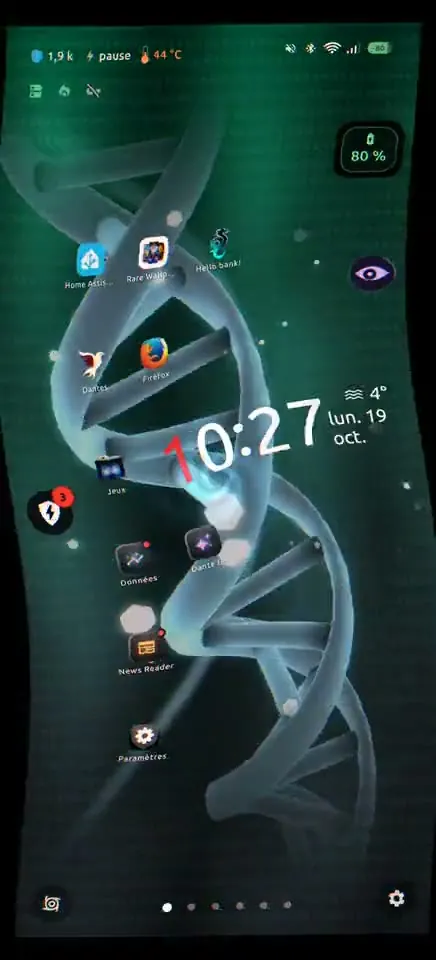 1,9 k
pause
44 °C
80
80 %
Home Assis...
Rare Wallp...
Hello bank!
Dantes
Firefox
10:27
4°
lun. 19
oct.
Jeux
3
Données
News Reader
Paramètres